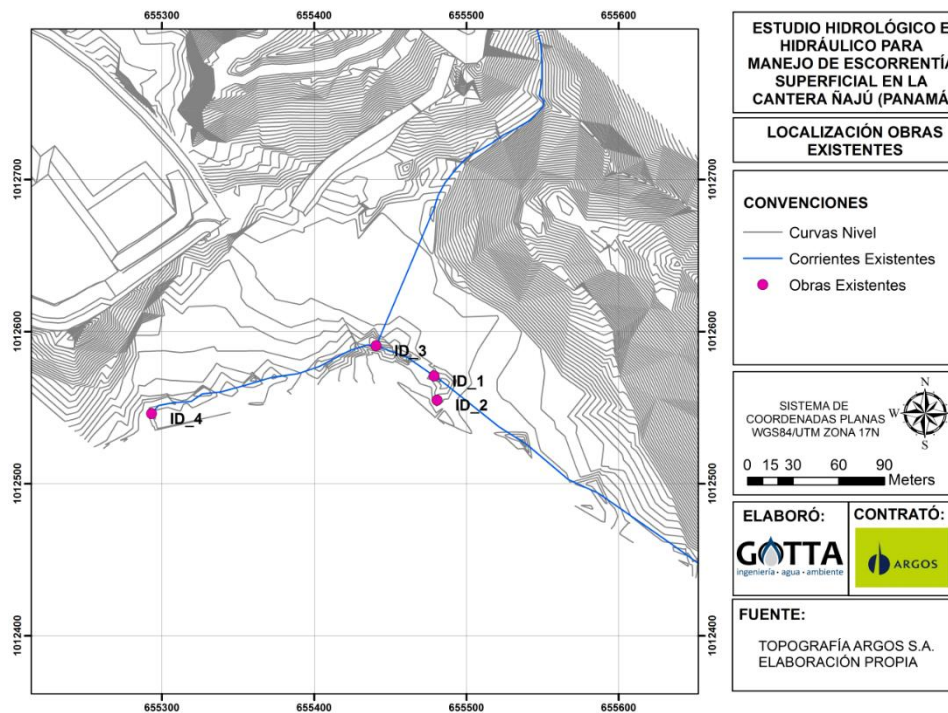 655300 655400 655500 655600
1012700
1012600
1012500
1012400
1012700
1012600
1012500
1012400
ID_3
ID_1
ID_2
ID_4
655300 655400 655500 655600
ESTUDIO HIDROLÓGICO E
HIDRÁULICO PARA
MANEJO DE ESCORRENTÍA
SUPERFICIAL EN LA
CANTERA ÑAJÚ (PANAMÁ
LOCALIZACIÓN OBRAS
EXISTENTES
CONVENCIONES
Curvas Nivel
Corrientes Existentes
Obras Existentes
SISTEMA DE
COORDENADAS PLANAS
WGS84/UTM ZONA 17N
N
W
S
0 15 30 60 90
Meters
ELABORÓ:
GOTTA
ingeniería • agua • ambiente
CONTRATÓ:
ARGOS
FUENTE:
TOPOGRAFÍA ARGOS S.A.
ELABORACIÓN PROPIA